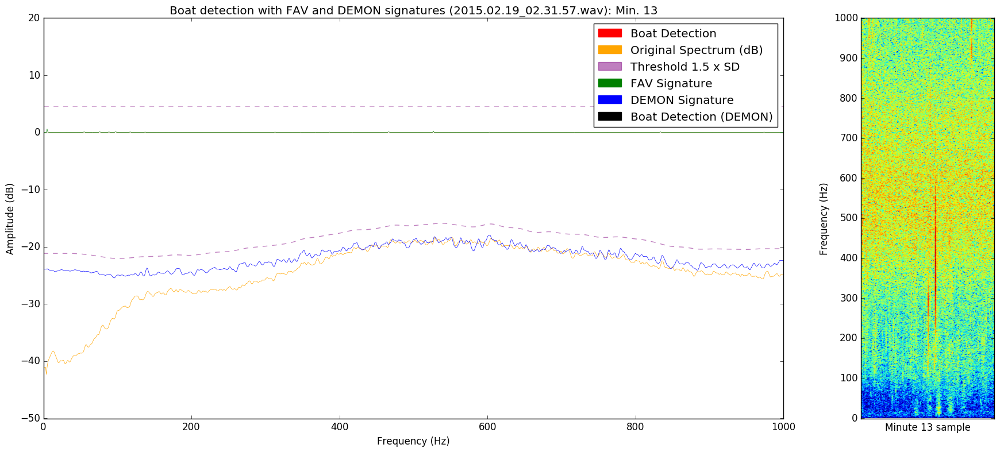 Boat detection with FAV and DEMON signatures (2015.02.19_02.31.57.wav): Min. 13
Boat Detection
Original Spectrum (dB)
Threshold 1.5 x SD
FAV Signature
DEMON Signature
Boat Detection (DEMON)
Amplitude (dB)
20
10
0
−10
−20
−30
−40
−50
0
200
400
600
800
1000
Frequency (Hz)
Frequency (Hz)
1000
900
800
700
600
500
400
300
200
100
0
Minute 13 sample